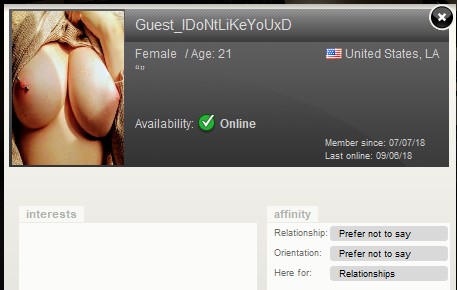 Guest_IDoNtLiKeYoUxD
Female / Age: 21
United States, LA
""
Availability: Online
Member since: 07/07/18
Last online: 09/06/18
interests
affinity
Relationship: Prefer not to say
Orientation: Prefer not to say
Here for: Relationships